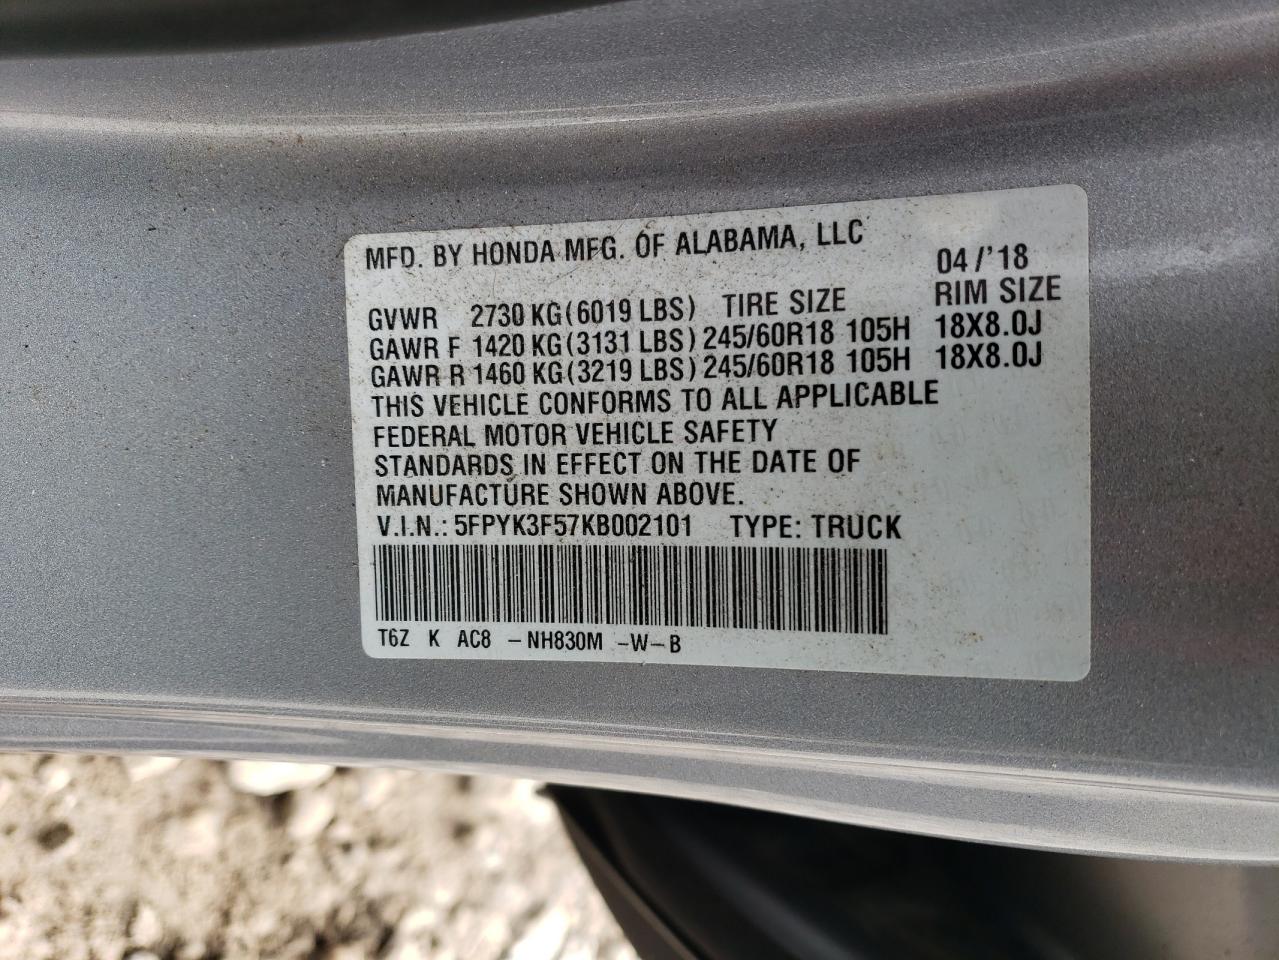 MFD. BY HONDA MFG. OF ALABAMA, LLC
04/'18
GVWR 2730 KG(6019 LBS) TIRE SIZE RIM SIZE
GAWR F 1420 KG(3131 LBS) 245/60R18 105H 18X8.0J
GAWR R 1460 KG(3219 LBS) 245/60R18 105H 18X8.0J
THIS VEHICLE CONFORMS TO ALL APPLICABLE
FEDERAL MOTOR VEHICLE SAFETY
STANDARDS IN EFFECT ON THE DATE OF
MANUFACTURE SHOWN ABOVE.
V.I.N.: 5FPYK3F57KB002101 TYPE: TRUCK
T6Z K AC8 -NH830M -W-B